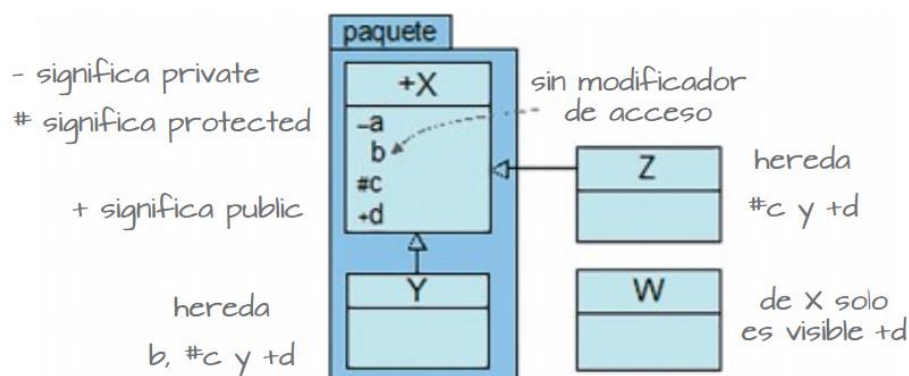 paquete
- significa private
# significa protected
+ significa public
+X
-a
b
#c
+d
sin modificador
de acceso
Z
hereda
#c y +d
Y
hereda
b, #c y +d
W
de X solo
es visible +d